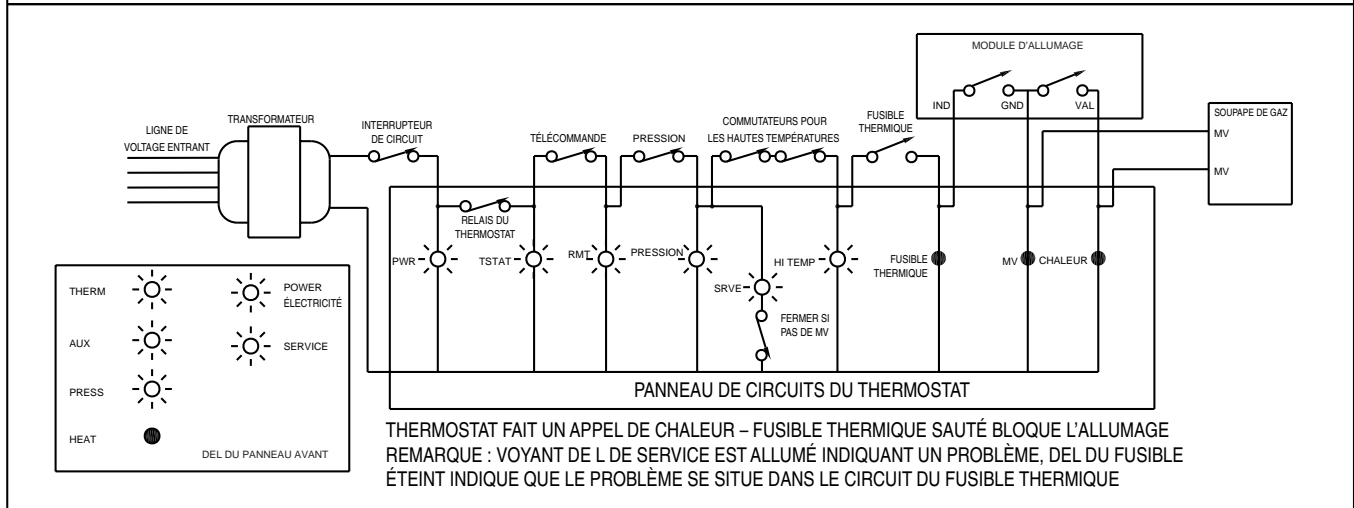 MODULE D'ALLUMAGE
IND
GND
VAL
SOUPAPE DE GAZ
MV
MV
LIGNE DE
VOLTAGE ENTRANT
TRANSFORMATEUR
INTERRUPTEUR
DE CIRCUIT
TÉLÉCOMMANDE
PRESSION
COMMUTATEURS POUR
LES HAUTES TEMPÉRATURES
FUSIBLE
THERMIQUE
RELAIS DU
THERMOSTAT
PWR
TSTAT
RMT
PRESSION
SRVE
FERMER SI
PAS DE MV
HI TEMP
FUSIBLE
THERMIQUE
MV
CHALEUR
PANNEAU DE CIRCUITS DU THERMOSTAT
THERM
POWER
ÉLECTRICITÉ
AUX
SERVICE
PRESS
HEAT
DEL DU PANNEAU AVANT
THERMOSTAT FAIT UN APPEL DE CHALEUR – FUSIBLE THERMIQUE SAUTÉ BLOQUE L'ALLUMAGE
REMARQUE : VOYANT DE L DE SERVICE EST ALLUMÉ INDIQUANT UN PROBLÈME, DEL DU FUSIBLE
ÉTEINT INDIQUE QUE LE PROBLÈME SE SITUE DANS LE CIRCUIT DU FUSIBLE THERMIQUE